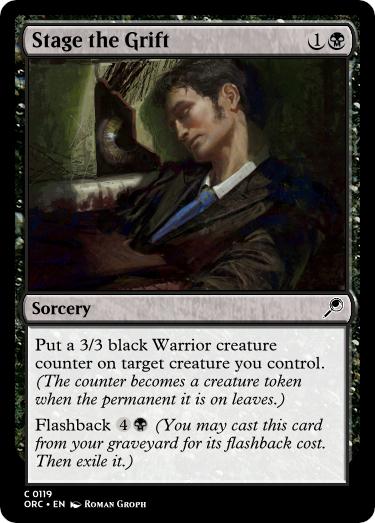 Stage the Grift 1
Sorcery
Put a 3/3 black Warrior creature
counter on target creature you control.
(The counter becomes a creature token
when the permanent it is on leaves.)
Flashback 4 (You may cast this card
from your graveyard for its flashback cost.
Then exile it.)
C 0119
ORC • EN Roman Groph